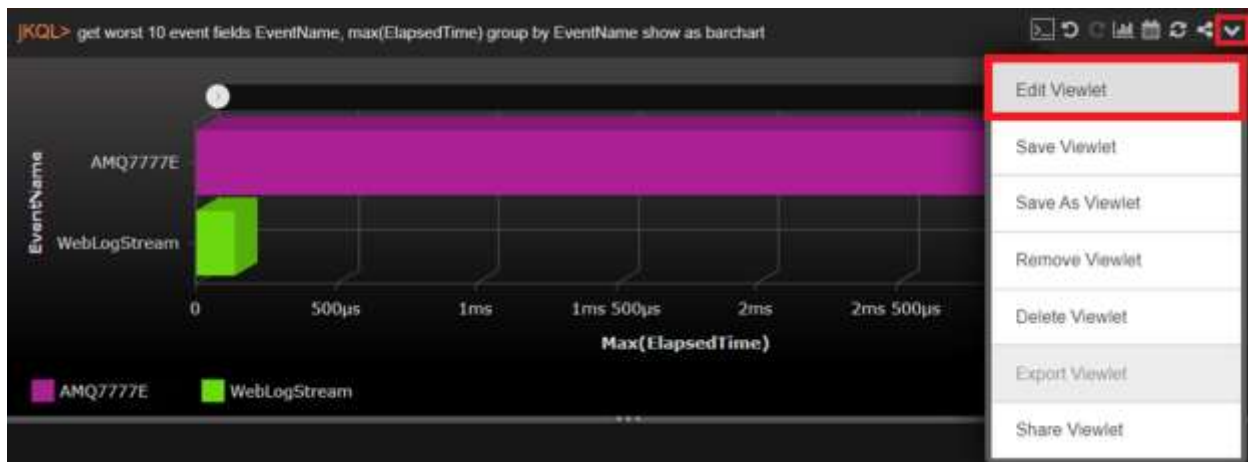 jKQL> get worst 10 event fields EventName, max(ElapsedTime) group by EventName show as barchart
Edit Viewlet
Save Viewlet
Save As Viewlet
Remove Viewlet
Delete Viewlet
Export Viewlet
Share Viewlet
EventName
AMQ7777E
WebLogStream
0 500µs 1ms 1ms 500µs 2ms 2ms 500µs
Max(ElapsedTime)
AMQ7777E WebLogStream